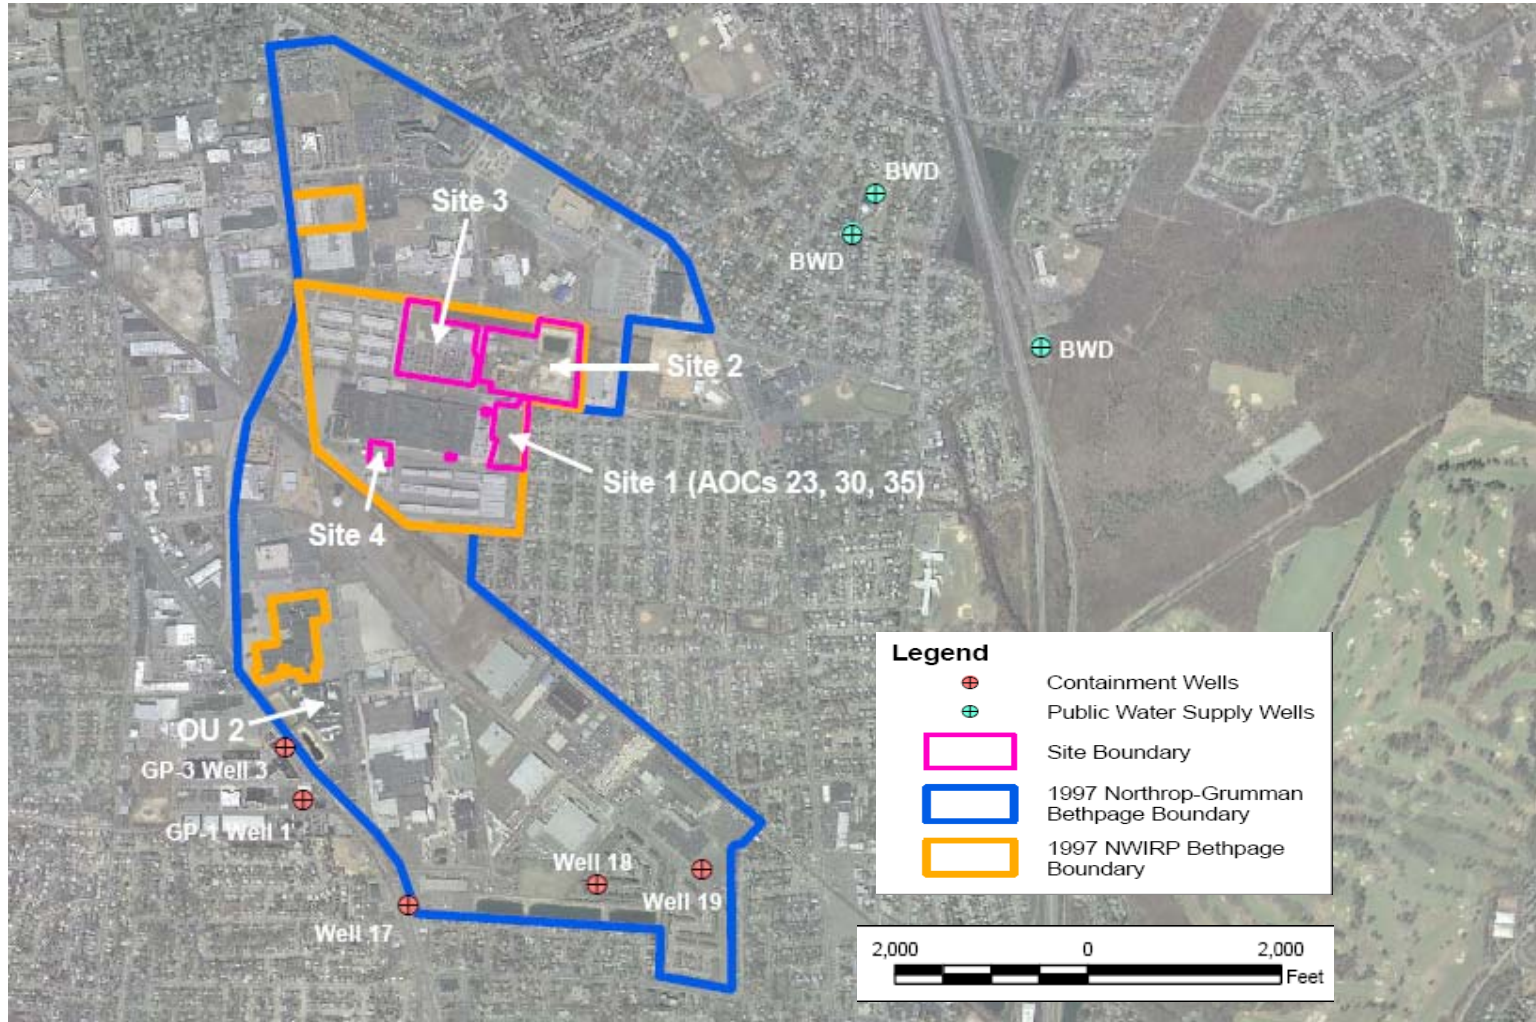 BWD
Site 3
BWD
BWD
Site 2
Site 1 (AOCs 23, 30, 35)
Site 4
OU 2
GP-3 Well 3
GP-1 Well 1
Well 18
Well 19
Well 17
Legend
Containment Wells
Public Water Supply Wells
Site Boundary
1997 Northrop-Grumman
Bethpage Boundary
1997 NWIRP Bethpage
Boundary
2,000 0 2,000
Feet